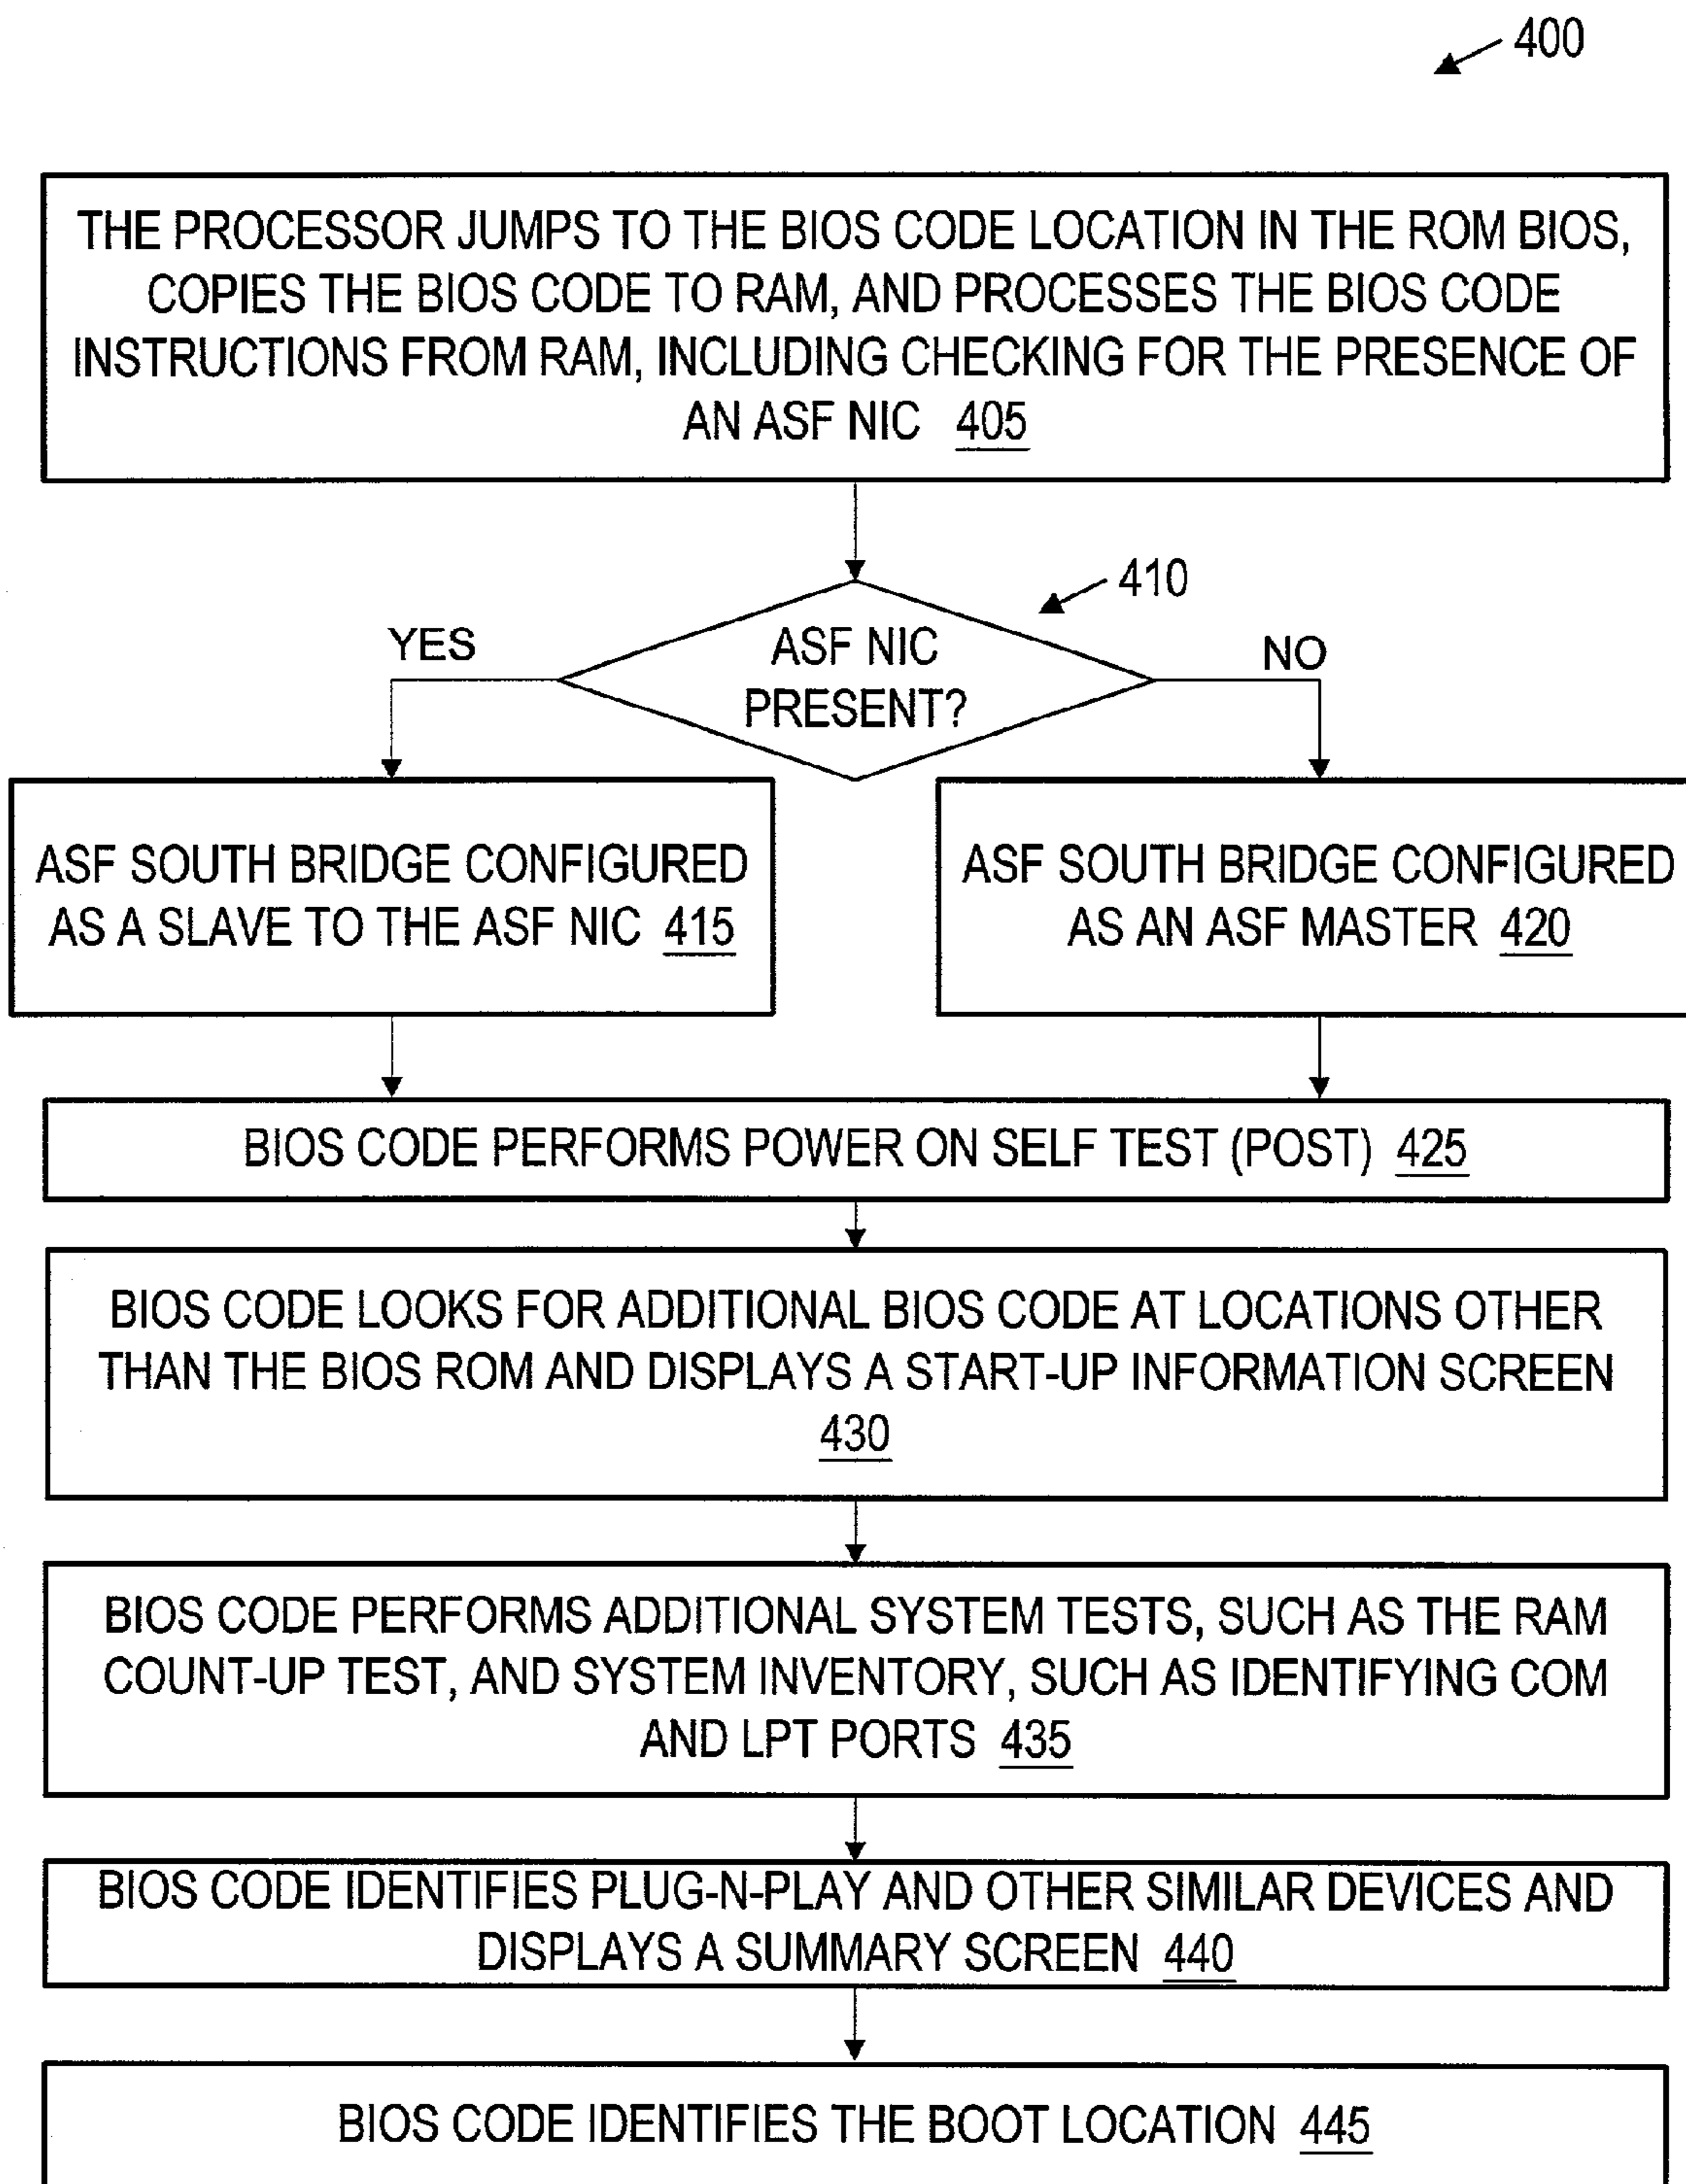 400
THE PROCESSOR JUMPS TO THE BIOS CODE LOCATION IN THE ROM BIOS,
COPIES THE BIOS CODE TO RAM, AND PROCESSES THE BIOS CODE
INSTRUCTIONS FROM RAM, INCLUDING CHECKING FOR THE PRESENCE OF
AN ASF NIC 405
410
YES
ASF NIC
PRESENT?
NO
ASF SOUTH BRIDGE CONFIGURED
AS A SLAVE TO THE ASF NIC 415
ASF SOUTH BRIDGE CONFIGURED
AS AN ASF MASTER 420
BIOS CODE PERFORMS POWER ON SELF TEST (POST) 425
BIOS CODE LOOKS FOR ADDITIONAL BIOS CODE AT LOCATIONS OTHER
THAN THE BIOS ROM AND DISPLAYS A START-UP INFORMATION SCREEN
430
BIOS CODE PERFORMS ADDITIONAL SYSTEM TESTS, SUCH AS THE RAM
COUNT-UP TEST, AND SYSTEM INVENTORY, SUCH AS IDENTIFYING COM
AND LPT PORTS 435
BIOS CODE IDENTIFIES PLUG-N-PLAY AND OTHER SIMILAR DEVICES AND
DISPLAYS A SUMMARY SCREEN 440
BIOS CODE IDENTIFIES THE BOOT LOCATION 445